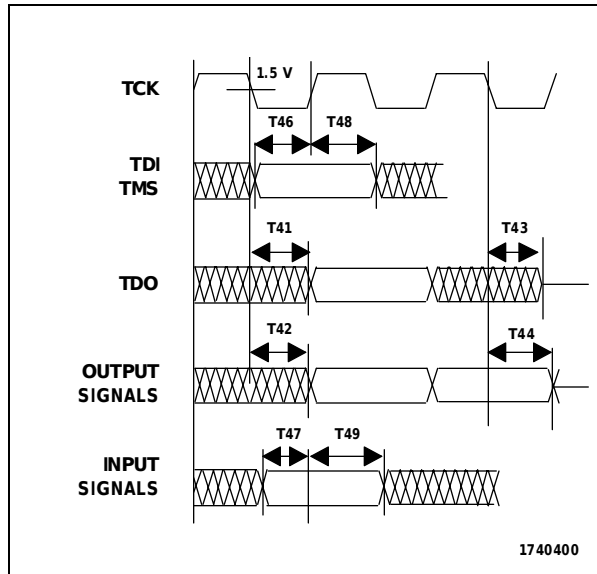 1.5 V
TCK
T46 T48
TDI
TMS
T41 T43
TDO
T42 T44
OUTPUT
SIGNALS
T47 T49
INPUT
SIGNALS
1740400